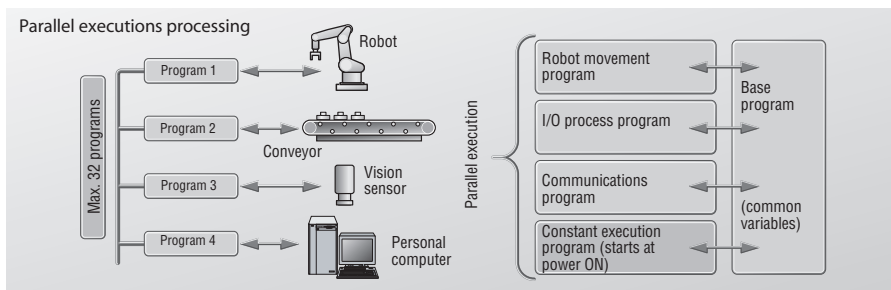 Parallel executions processing
Max. 32 programs
Program 1
Robot
Program 2
Conveyor
Program 3
Vision
sensor
Program 4
Personal
computer
Parallel execution
Robot movement
program
I/O process program
Communications
program
Constant execution
program (starts at
power ON)
Base
program
(common
variables)